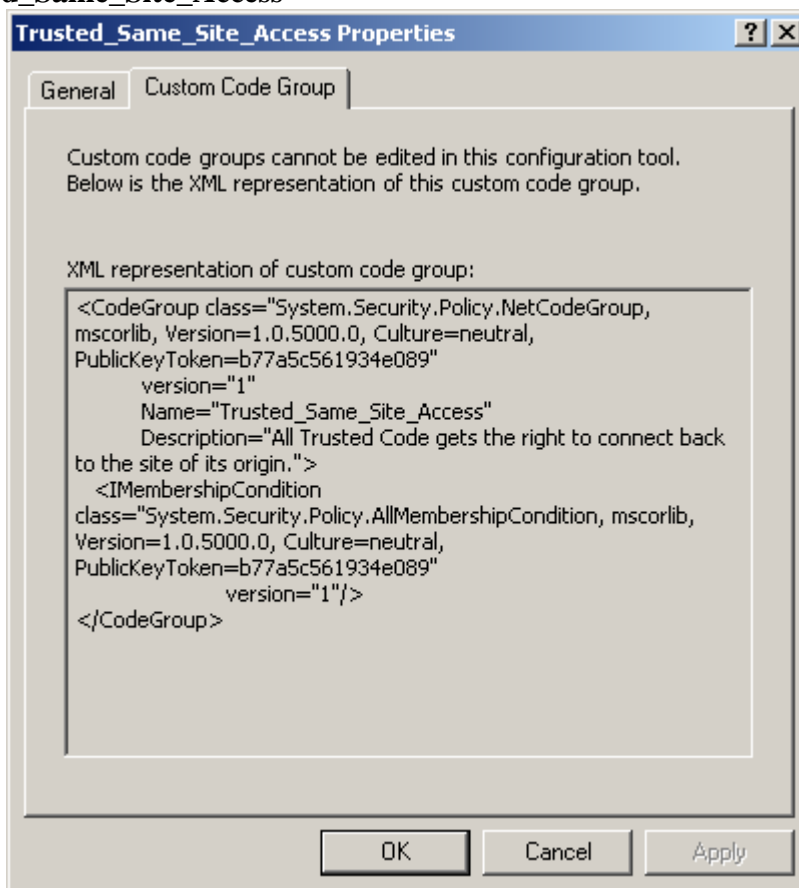 d_Same_Site_Access
Trusted_Same_Site_Access Properties
General
Custom Code Group
Custom code groups cannot be edited in this configuration tool.
Below is the XML representation of this custom code group.
XML representation of custom code group:
<CodeGroup class="System.Security.Policy.NetCodeGroup,
mscorlib, Version=1.0.5000.0, Culture=neutral,
PublicKeyToken=b77a5c561934e089"
version="1"
Name="Trusted_Same_Site_Access"
Description="All Trusted Code gets the right to connect back
to the site of its origin.">
<IMembershipCondition
class="System.Security.Policy.AllMembershipCondition, mscorlib,
Version=1.0.5000.0, Culture=neutral,
PublicKeyToken=b77a5c561934e089"
version="1"/>
</CodeGroup>
OK
Cancel
Apply